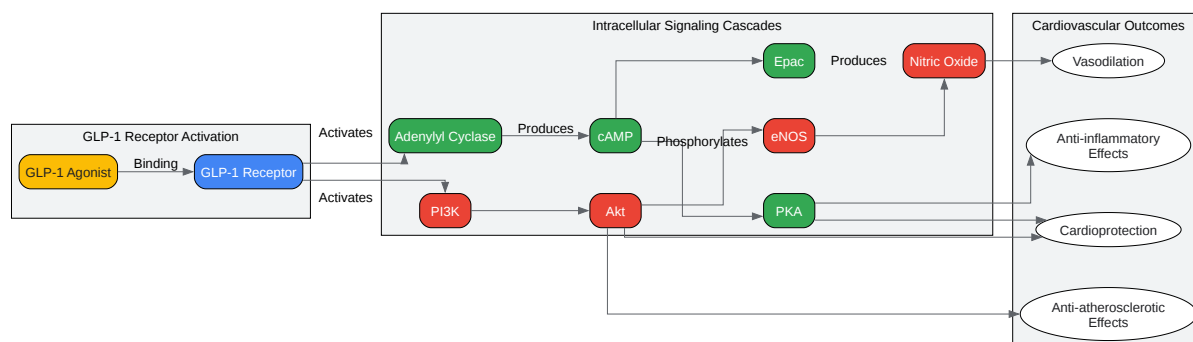 Intracellular Signaling Cascades
Cardiovascular Outcomes
Epac
Produces
Nitric Oxide
Vasodilation
GLP-1 Receptor Activation
Activates
Adenylyl Cyclase
Produces
cAMP
Phosphorylates
eNOS
Anti-inflammatory
Effects
GLP-1 Agonist
Binding
GLP-1 Receptor
Activates
PI3K
Akt
PKA
Cardioprotection
Anti-atherosclerotic
Effects